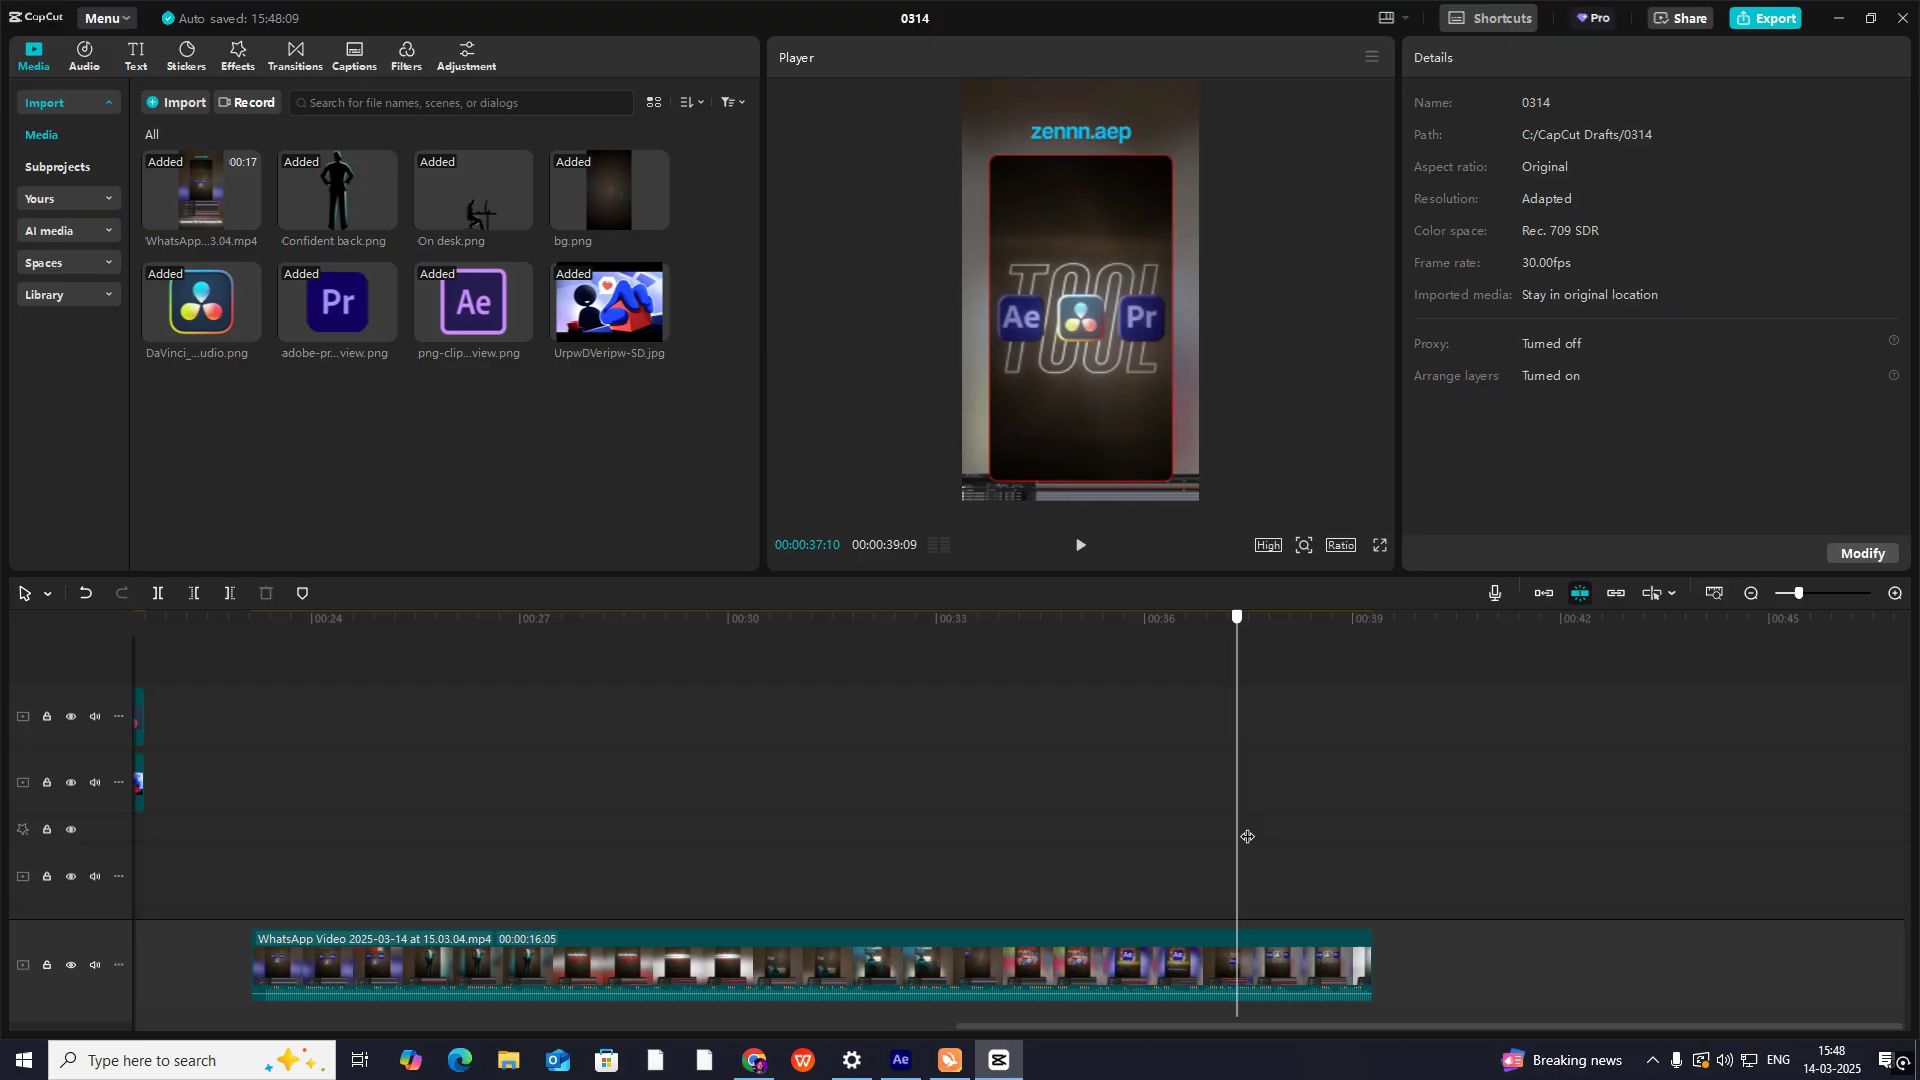 CapCut
Menu
Auto saved: 15:48:09
0314
Shortcuts
Pro
Share
Export
Media
Audio
Text
Stickers
Effects
Transitions
Captions
Filters
Adjustment
Player
Details
Import
Import
Record
Search for file names, scenes, or dialogs
Media
Subprojects
Yours
AI media
Spaces
Library
All
Added
00:17
Added
Added
Added
WhatsApp...3.04.mp4
Confident back.png
On desk.png
bg.png
Added
Added
Pr
Added
Ae
Added
DaVinci_...udio.png
adobe-pr...view.png
png-clip...view.png
UrpwDVeripw-SD.jpg
zennn.aep
TOOL
Ae
Pr
TOOL
00:00:37:10
00:00:39:09
High
Ratio
Name:
0314
Path:
C:/CapCut Drafts/0314
Aspect ratio:
Original
Resolution:
Adapted
Color space:
Rec. 709 SDR
Frame rate:
30.00fps
Imported media:
Stay in original location
Proxy:
Turned off
Arrange layers
Turned on
Modify
00:24
00:27
00:30
00:33
00:36
00:39
00:42
00:45
WhatsApp Video 2025-03-14 at 15.03.04.mp4
00:00:16:05
Type here to search
Ae
Breaking news
ENG
15:48
14-03-2025